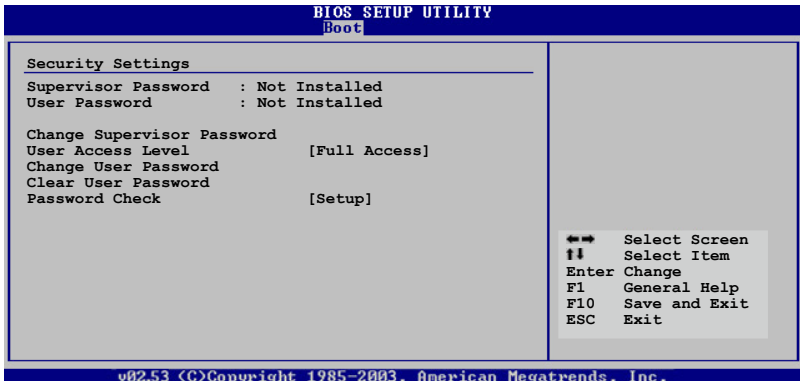 BIOS SETUP UTILITY
Boot
Security Settings
Supervisor Password : Not Installed
User Password : Not Installed
Change Supervisor Password
User Access Level [Full Access]
Change User Password
Clear User Password
Password Check [Setup]
←→ Select Screen
↑↓ Select Item
Enter Change
F1 General Help
F10 Save and Exit
ESC Exit
v02.53 (C)Copyright 1985-2003, American Megatrends, Inc.